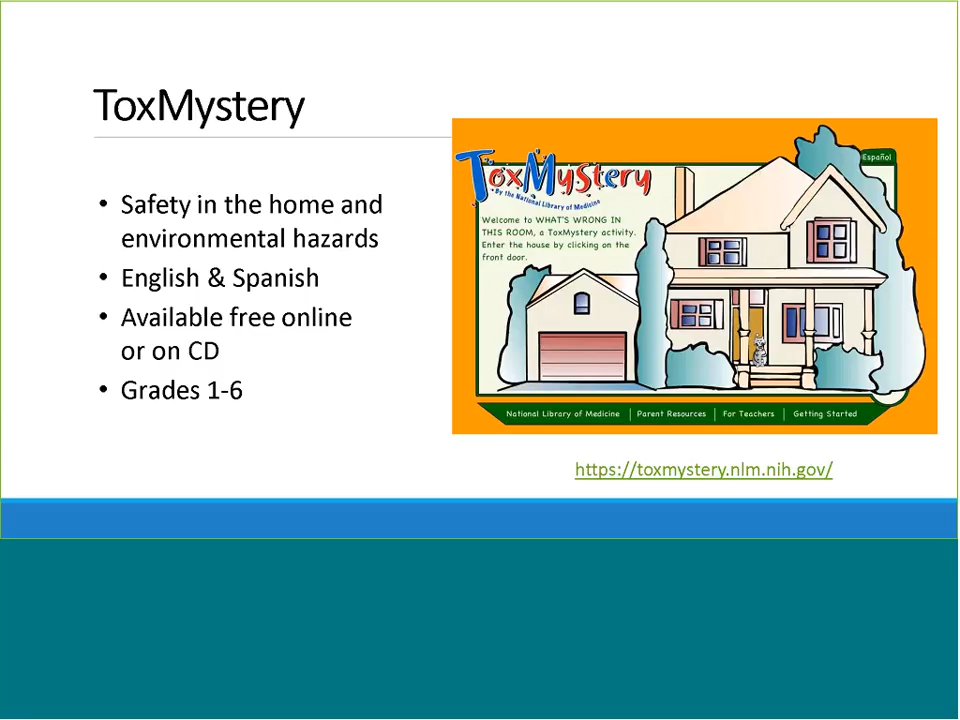 ToxMystery
• Safety in the home and
environmental hazards
• English & Spanish
• Available free online
or on CD
• Grades 1-6
Español
ToxMystery
By the National Library of Medicine
Welcome to WHAT'S WRONG IN
THIS ROOM, a ToxMystery activity.
Enter the house by clicking on the
front door.
National Library of Medicine | Parent Resources | For Teachers | Getting Started
https://toxmystery.nlm.nih.gov/